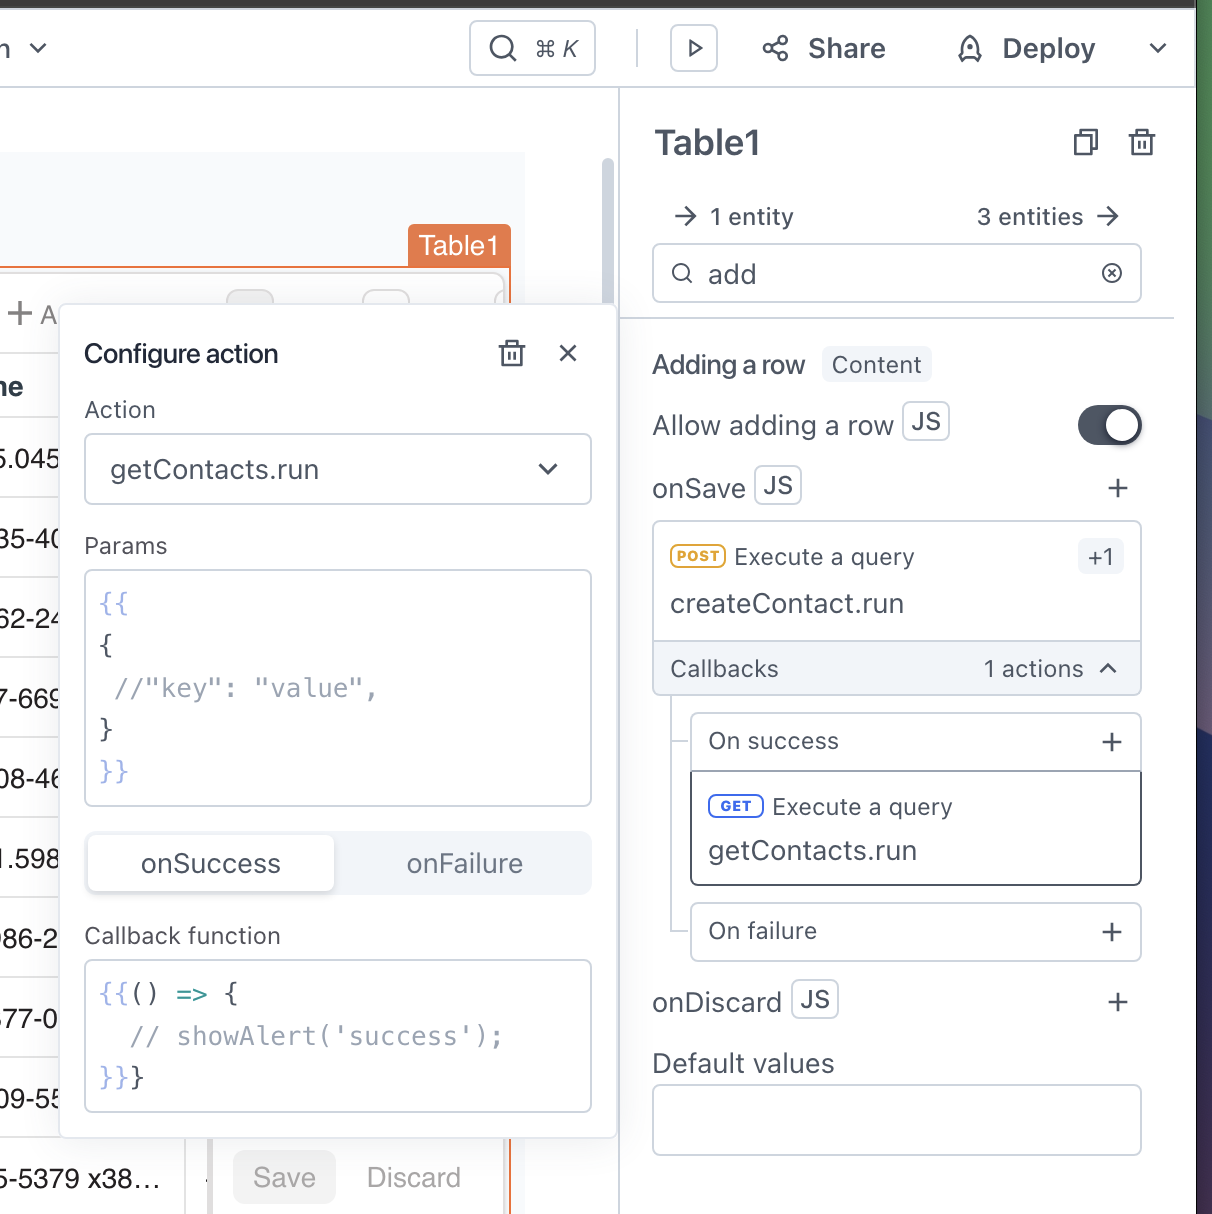 ⌘ K
Share
Deploy
Table1
1 entity
3 entities
add
Table1
+ A
Configure action
Action
getContacts.run
Params
{{
{
//"key": "value",
}
}}
onSuccess
onFailure
Callback function
{{() => {
// showAlert('success');
}}}
Adding a row
Content
Allow adding a row JS
onSave JS
POST Execute a query
+1
createContact.run
Callbacks
1 actions
On success
GET Execute a query
getContacts.run
On failure
onDiscard JS
Default values
me
5.045
35-40
62-24
7-669
08-46
1.598
986-2
877-0
09-55
5-5379 x38...
Save
Discard